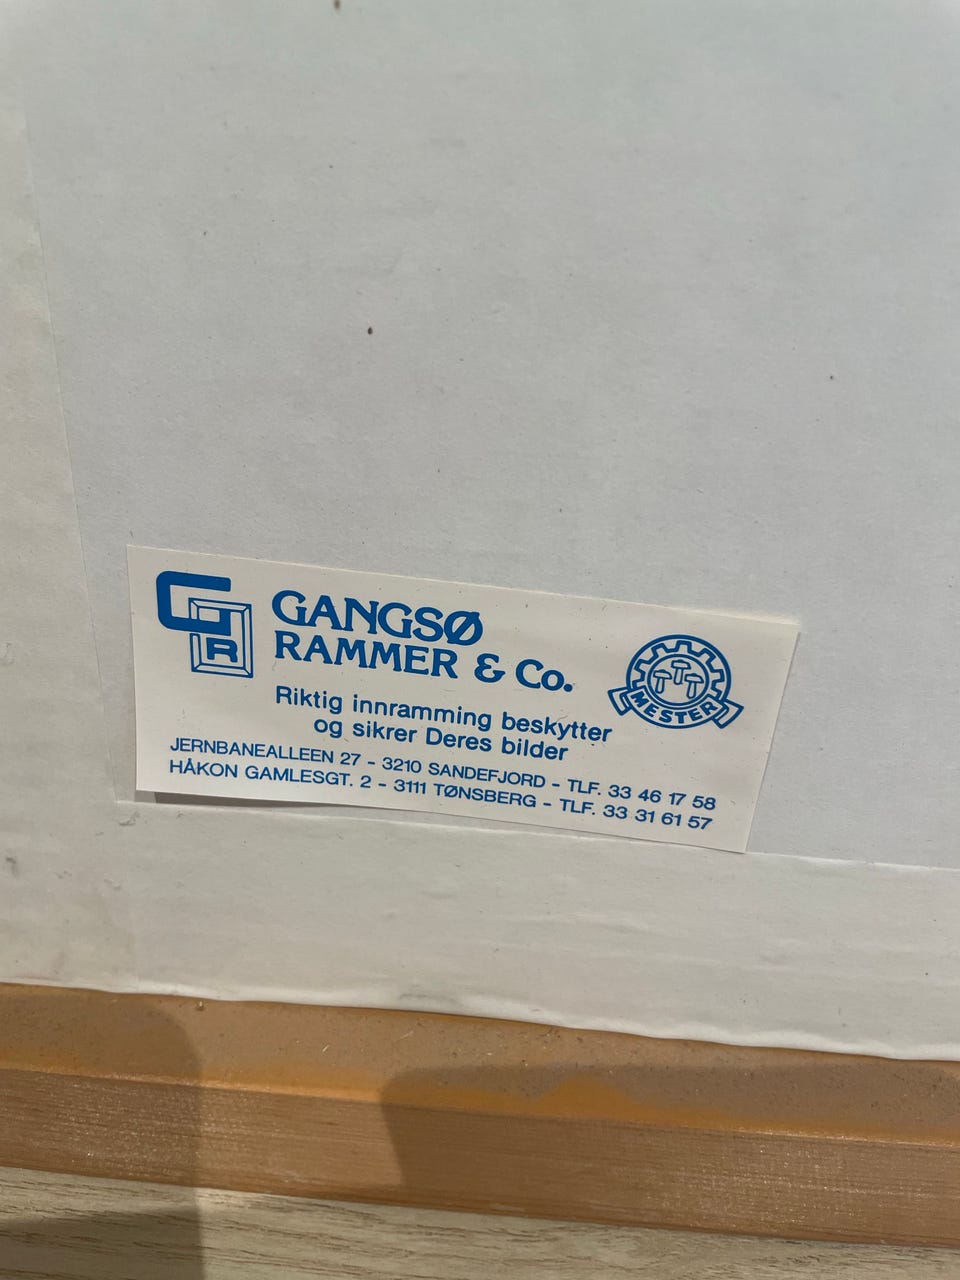 GR
GANGSØ
RAMMER & Co.
MESTER
Riktig innramming beskytter
og sikrer Deres bilder
JERNBANEALLEEN 27 - 3210 SANDEFJORD - TLF. 33 46 17 58
HÅKON GAMLESGT. 2 - 3111 TØNSBERG - TLF. 33 31 61 57